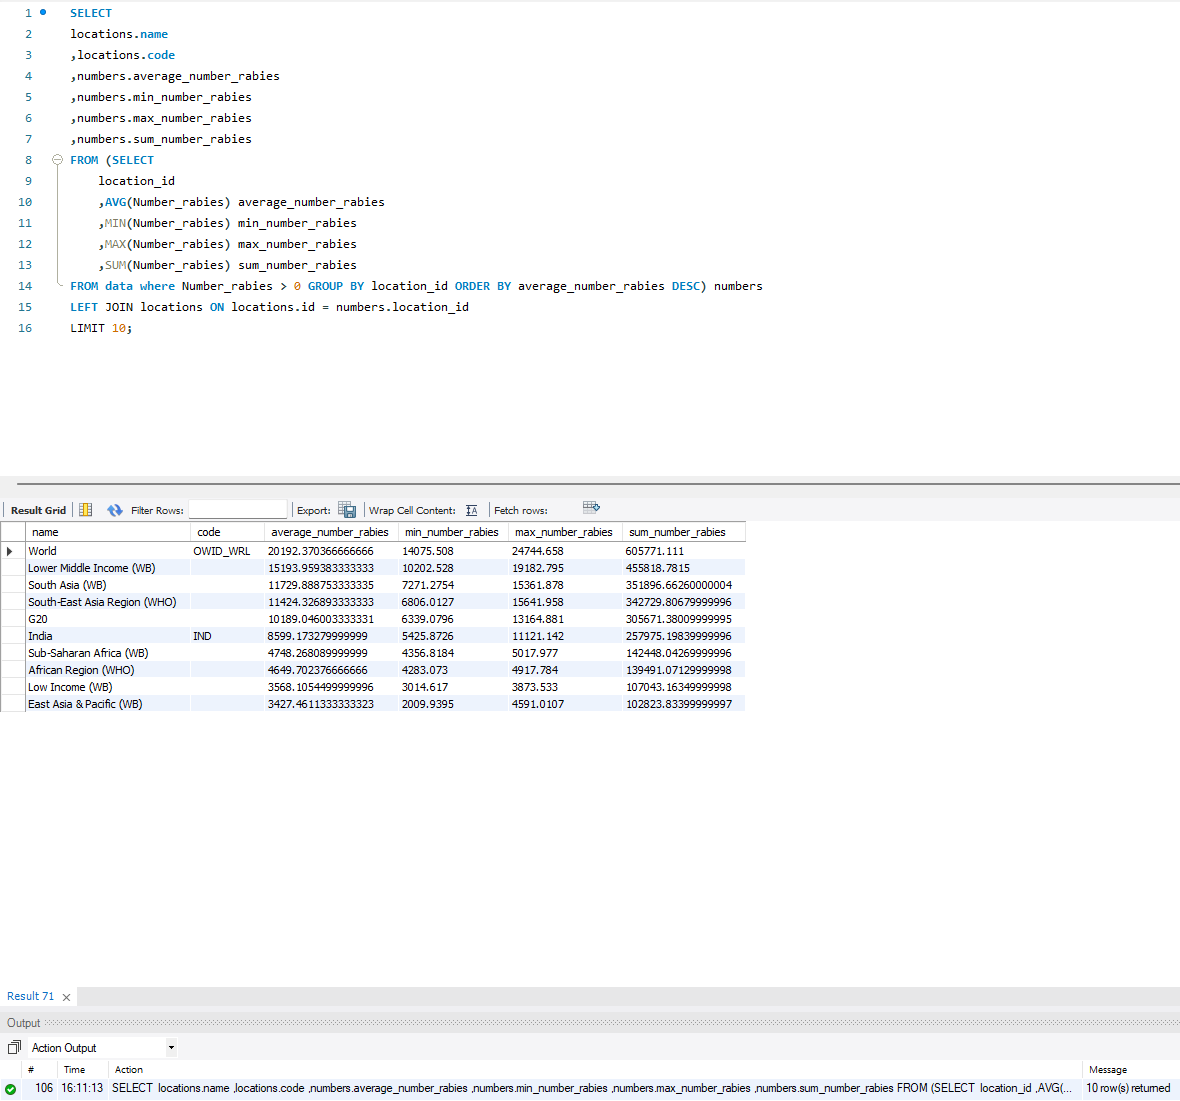 1 SELECT
2 locations.name
3 ,locations.code
4 ,numbers.average_number_rabies
5 ,numbers.min_number_rabies
6 ,numbers.max_number_rabies
7 ,numbers.sum_number_rabies
8 FROM (SELECT
9 location_id
10 ,AVG(Number_rabies) average_number_rabies
11 ,MIN(Number_rabies) min_number_rabies
12 ,MAX(Number_rabies) max_number_rabies
13 ,SUM(Number_rabies) sum_number_rabies
14 FROM data where Number_rabies > 0 GROUP BY location_id ORDER BY average_number_rabies DESC) numbers
15 LEFT JOIN locations ON locations.id = numbers.location_id
16 LIMIT 10;
Result Grid Filter Rows: Export: Wrap Cell Content: IA Fetch rows:
name code average_number_rabies min_number_rabies max_number_rabies sum_number_rabies
World OWID_WRL 20192.370366666666 14075.508 24744.658 605771.111
Lower Middle Income (WB) 15193.959383333333 10202.528 19182.795 455818.7815
South Asia (WB) 11729.888753333335 7271.2754 15361.878 351896.66260000004
South-East Asia Region (WHO) 11424.326893333333 6806.0127 15641.958 342729.80679999996
G20 10189.046003333331 6339.0796 13164.881 305671.38009999995
India IND 8599.173279999999 5425.8726 11121.142 257975.19839999996
Sub-Saharan Africa (WB) 4748.268089999999 4356.8184 5017.977 142448.04269999996
African Region (WHO) 4649.702376666666 4283.073 4917.784 139491.07129999998
Low Income (WB) 3568.1054499999996 3014.617 3873.533 107043.16349999998
East Asia & Pacific (WB) 3427.4611333333323 2009.9395 4591.0107 102823.83399999997
Result 71
Output
Action Output
# Time Action Message
106 16:11:13 SELECT locations.name ,locations.code ,numbers.average_number_rabies ,numbers.min_number_rabies ,numbers.max_number_rabies ,numbers.sum_number_rabies FROM (SELECT location_id ,AVG(... 10 row(s) returned